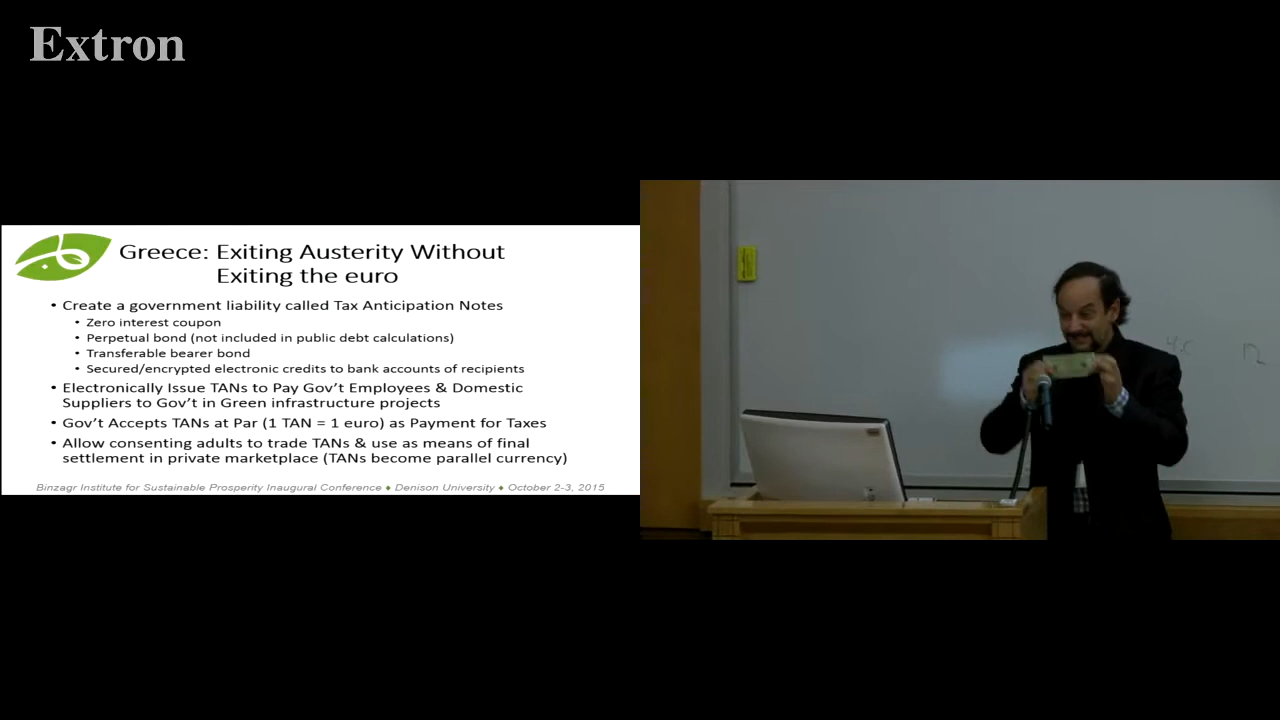 Extron
Greece: Exiting Austerity Without
Exiting the euro
• Create a government liability called Tax Anticipation Notes
• Zero interest coupon
• Perpetual bond (not included in public debt calculations)
• Transferable bearer bond
• Secured/encrypted electronic credits to bank accounts of recipients
• Electronically Issue TANs to Pay Gov't Employees & Domestic
Suppliers to Gov't in Green infrastructure projects
• Gov't Accepts TANs at Par (1 TAN = 1 euro) as Payment for Taxes
• Allow consenting adults to trade TANs & use as means of final
settlement in private marketplace (TANs become parallel currency)
Binzagr Institute for Sustainable Prosperity Inaugural Conference ♦ Denison University ♦ October 2-3, 2015